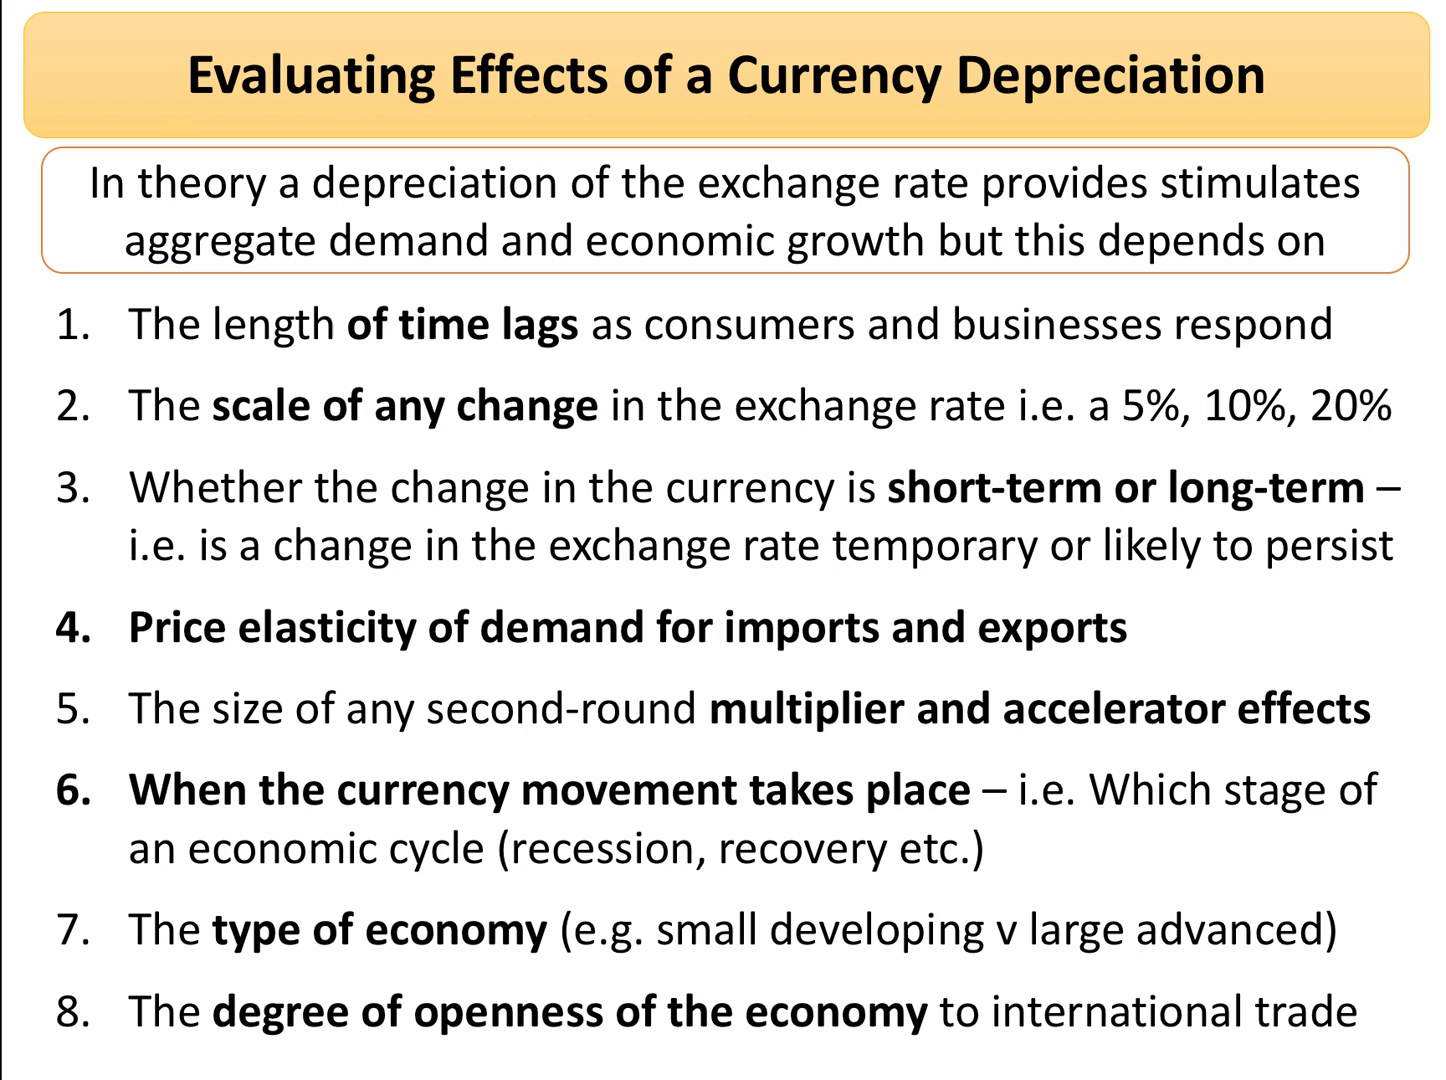 Evaluating Effects of a Currency Depreciation
In theory a depreciation of the exchange rate provides stimulates
aggregate demand and economic growth but this depends on
1. The length of time lags as consumers and businesses respond
2. The scale of any change in the exchange rate i.e. a 5%, 10%, 20%
3. Whether the change in the currency is short-term or long-term –
i.e. is a change in the exchange rate temporary or likely to persist
4. Price elasticity of demand for imports and exports
5. The size of any second-round multiplier and accelerator effects
6. When the currency movement takes place – i.e. Which stage of
an economic cycle (recession, recovery etc.)
7. The type of economy (e.g. small developing v large advanced)
8. The degree of openness of the economy to international trade